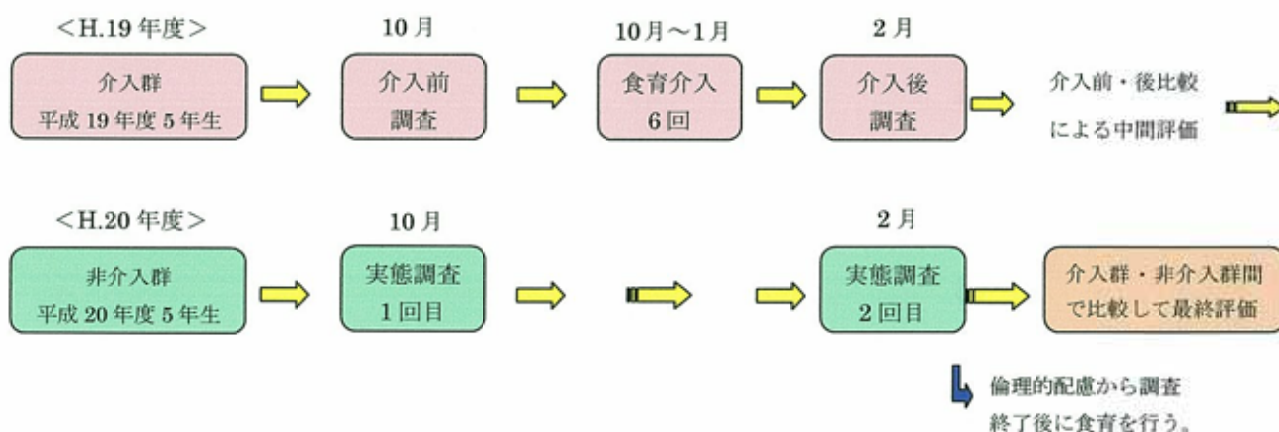 ＜H.19 年度＞
10 月
10 月～1 月
2 月
介入群
平成 19 年度 5 年生
介入前
調査
食育介入
6 回
介入後
調査
介入前・後比較
による中間評価
＜H.20 年度＞
10 月
2 月
非介入群
平成 20 年度 5 年生
実態調査
1 回目
実態調査
2 回目
介入群・非介入群間
で比較して最終評価
倫理的配慮から調査
終了後に食育を行う。